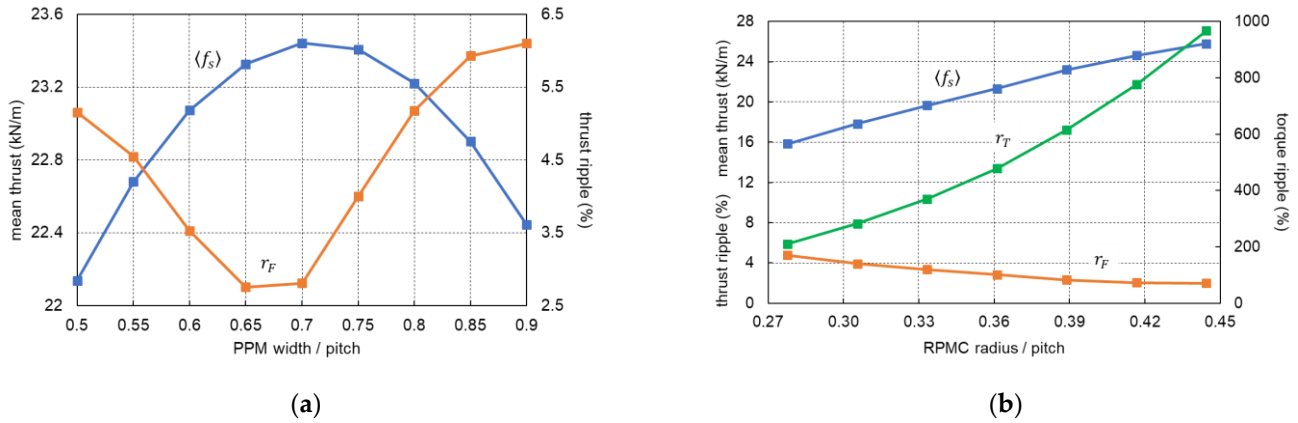 23.6
23.2
22.8
22.4
22
mean thrust (kN/m)
6.5
5.5
4.5
3.5
2.5
thrust ripple (%)
⟨fₛ⟩
r_F
0.5 0.55 0.6 0.65 0.7 0.75 0.8 0.85 0.9
PPM width / pitch
(a)
28
24
20
16
12
8
4
0
thrust ripple (%) mean thrust (kN/m)
1000
800
600
400
200
0
torque ripple (%)
⟨fₛ⟩
r_T
r_F
0.27 0.30 0.33 0.36 0.39 0.42 0.45
RPMC radius / pitch
(b)